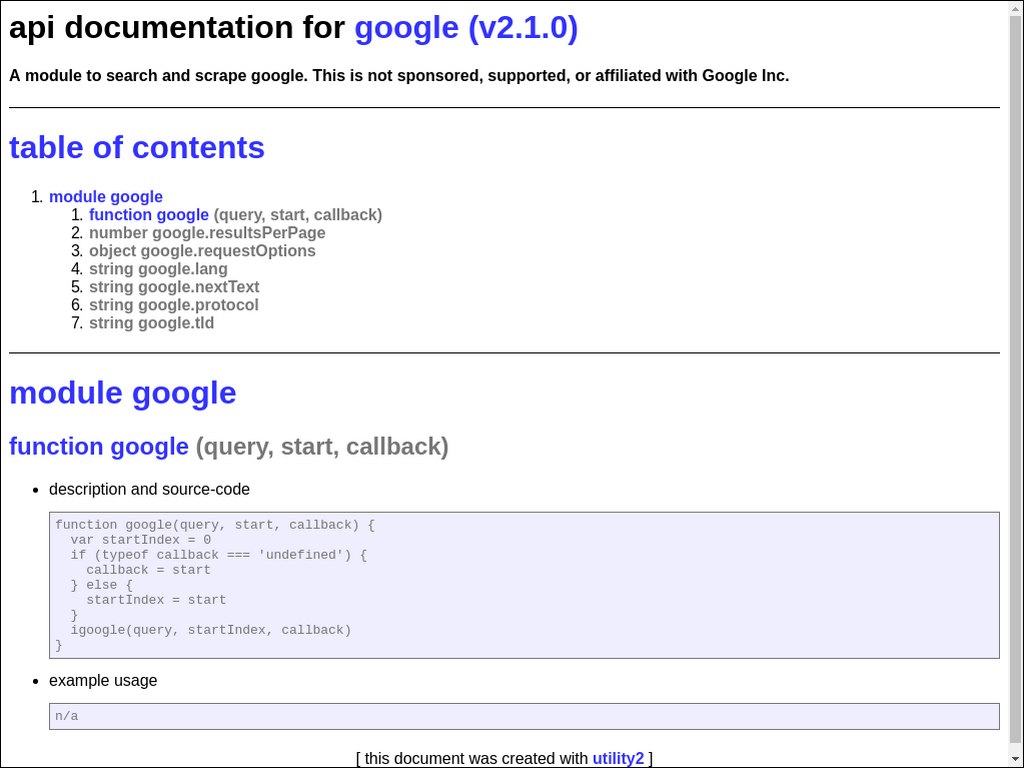 api documentation for google (v2.1.0)
A module to search and scrape google. This is not sponsored, supported, or affiliated with Google Inc.
table of contents
1. module google
1. function google (query, start, callback)
2. number google.resultsPerPage
3. object google.requestOptions
4. string google.lang
5. string google.nextText
6. string google.protocol
7. string google.tld
module google
function google (query, start, callback)
• description and source-code
function google(query, start, callback) {
  var startIndex = 0
  if (typeof callback === 'undefined') {
    callback = start
  } else {
    startIndex = start
  }
  igoogle(query, startIndex, callback)
}
• example usage
n/a
[ this document was created with utility2 ]